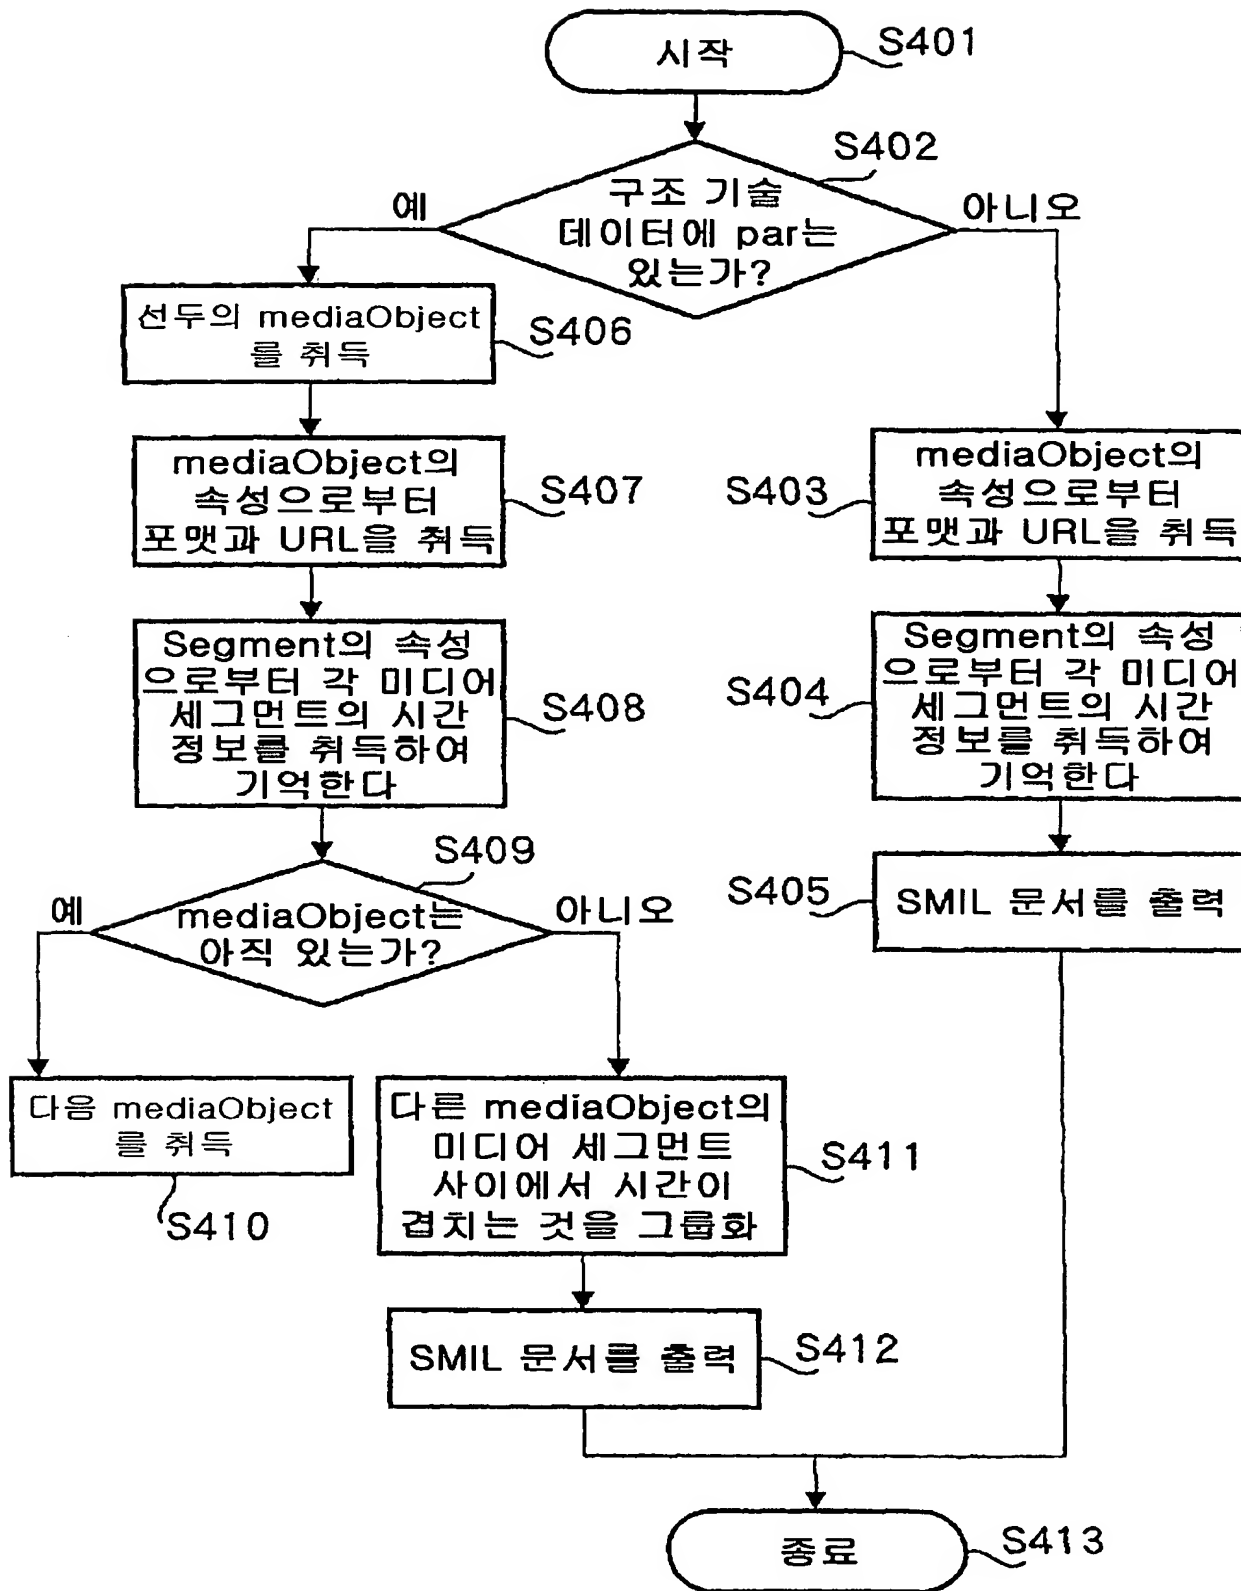 시작
S401
S402
구조 기술
데이터에 par는
있는가?
예
아니오
선두의 mediaObject
를 취득
S406
mediaObject의
속성으로부터
포맷과 URL을 취득
S407
S403
mediaObject의
속성으로부터
포맷과 URL을 취득
Segment의 속성
으로부터 각 미디어
세그먼트의 시간
정보를 취득하여
기억한다
S408
S404
Segment의 속성
으로부터 각 미디어
세그먼트의 시간
정보를 취득하여
기억한다
S409
예
mediaObject는
아직 있는가?
아니오
S405
SMIL 문서를 출력
다음 mediaObject
를 취득
S410
다른 mediaObject의
미디어 세그먼트
사이에서 시간이
겹치는 것을 그룹화
S411
SMIL 문서를 출력
S412
종료
S413